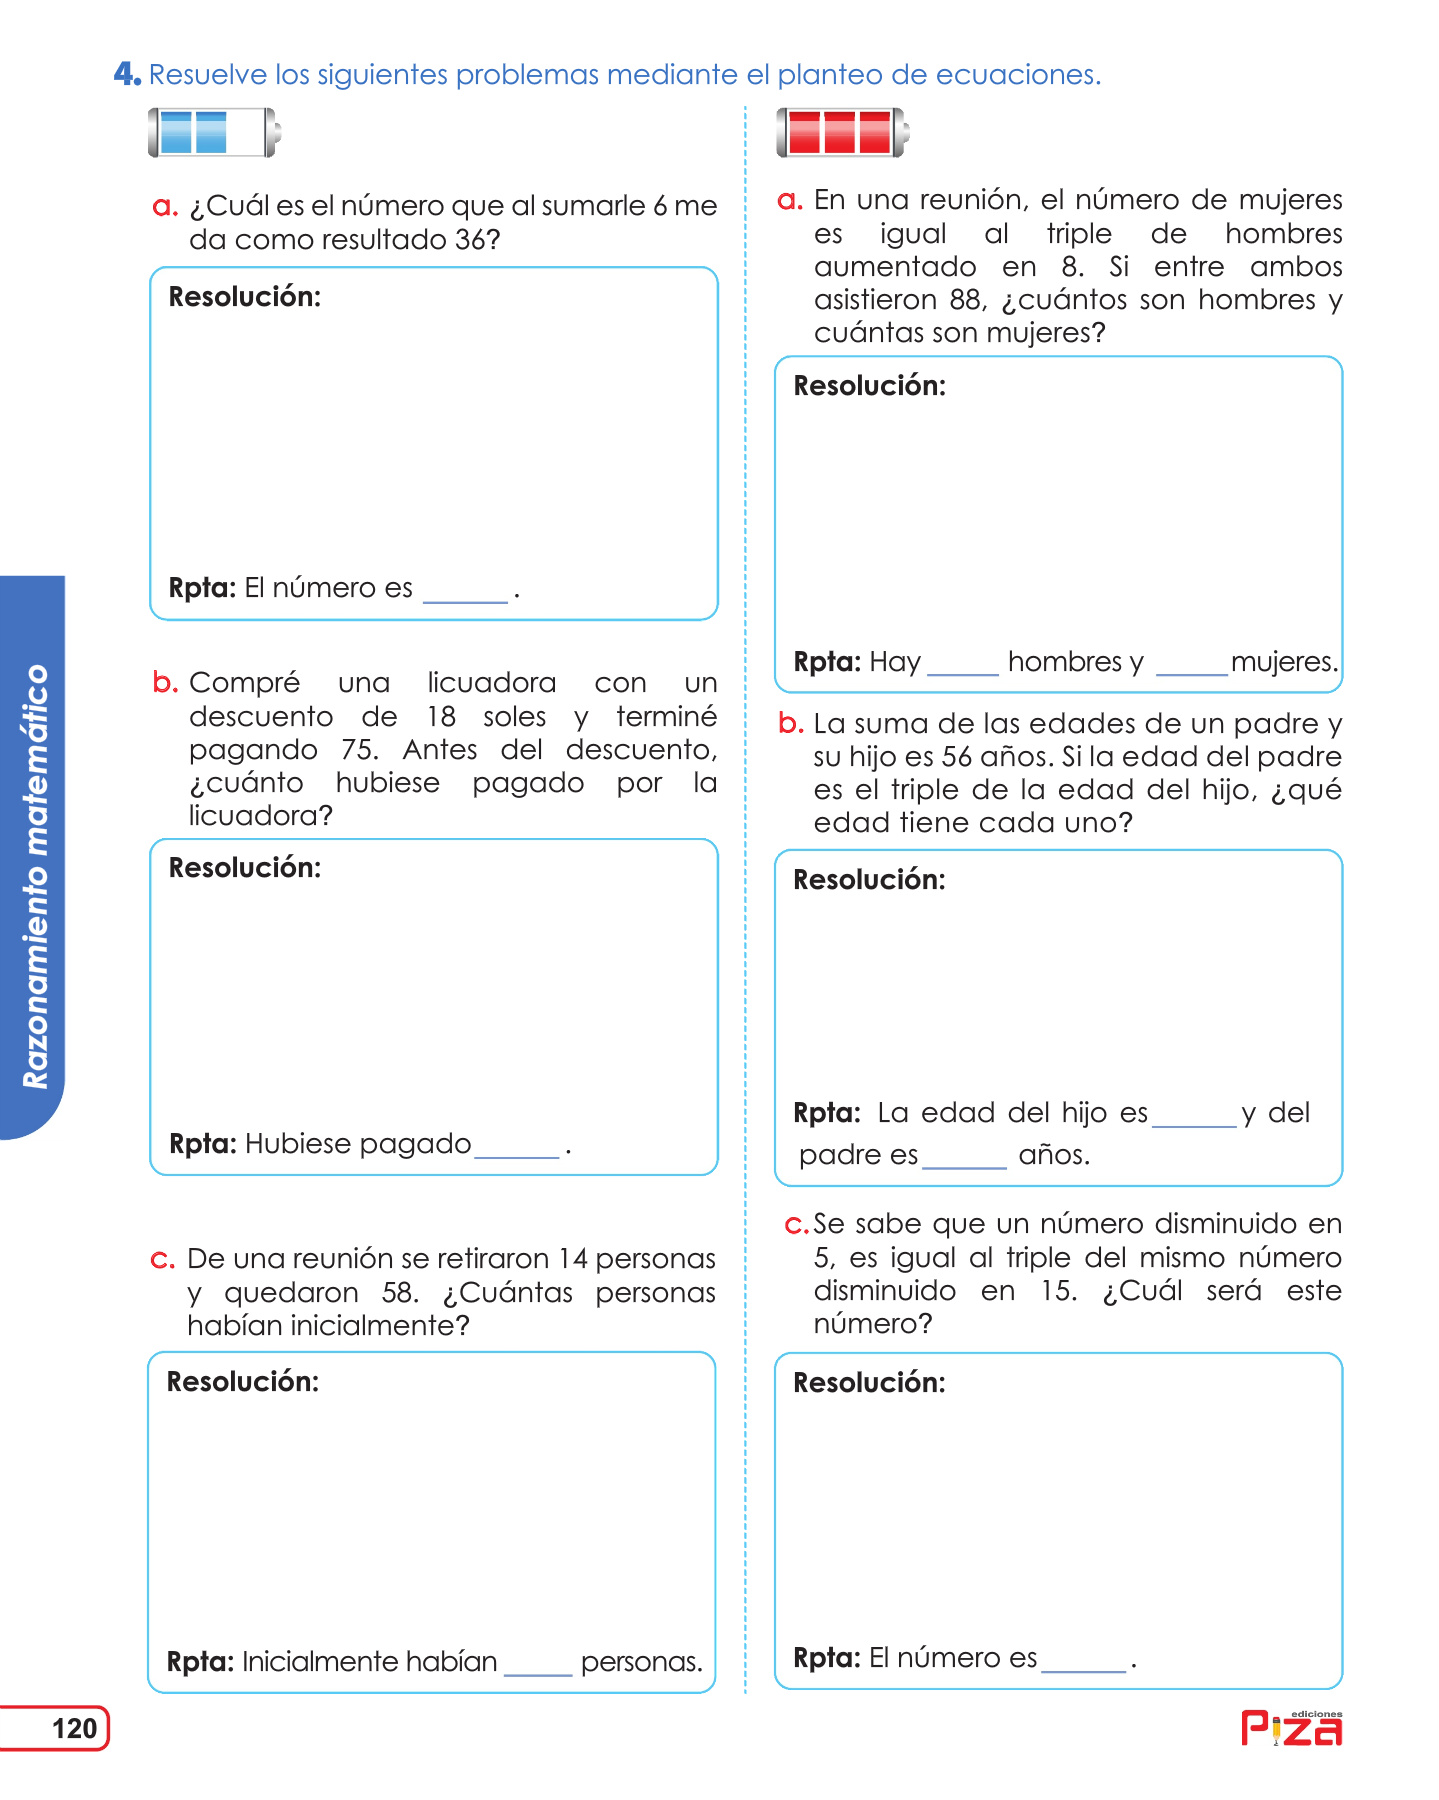 4. Resuelve los siguientes problemas mediante el planteo de ecuaciones.
a. ¿Cuál es el número que al sumarle 6 me
da como resultado 36?
Resolución:
Rpta: El número es ______ .
b. Compré una licuadora con un
descuento de 18 soles y terminé
pagando 75. Antes del descuento,
¿cuánto hubiese pagado por la
licuadora?
Resolución:
Rpta: Hubiese pagado ______ .
c. De una reunión se retiraron 14 personas
y quedaron 58. ¿Cuántas personas
habían inicialmente?
Resolución:
Rpta: Inicialmente habían _____ personas.
a. En una reunión, el número de mujeres
es igual al triple de hombres
aumentado en 8. Si entre ambos
asistieron 88, ¿cuántos son hombres y
cuántas son mujeres?
Resolución:
Rpta: Hay _____ hombres y _____ mujeres.
b. La suma de las edades de un padre y
su hijo es 56 años. Si la edad del padre
es el triple de la edad del hijo, ¿qué
edad tiene cada uno?
Resolución:
Rpta: La edad del hijo es ______ y del
padre es ______ años.
c. Se sabe que un número disminuido en
5, es igual al triple del mismo número
disminuido en 15. ¿Cuál será este
número?
Resolución:
Rpta: El número es ______ .
Razonamiento matemático
120
ediciones
Piza